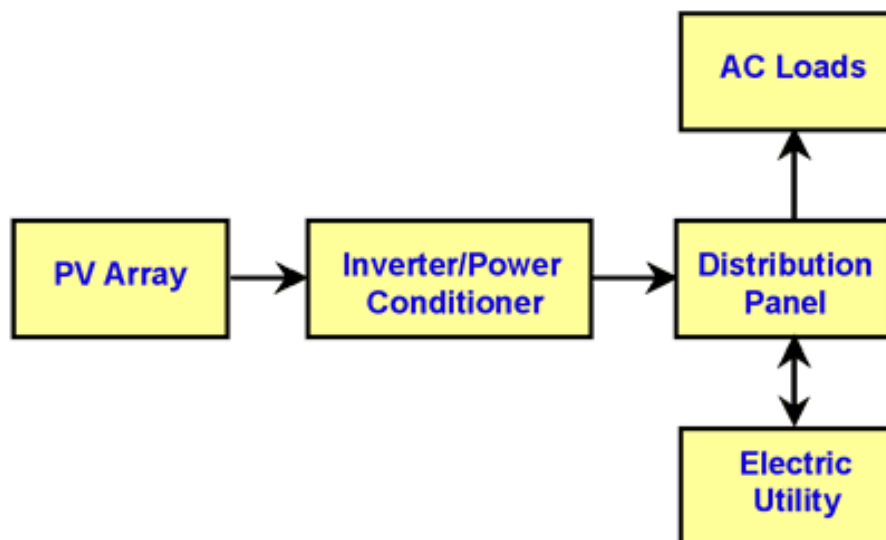 AC Loads
PV Array
Inverter/Power
Conditioner
Distribution
Panel
Electric
Utility